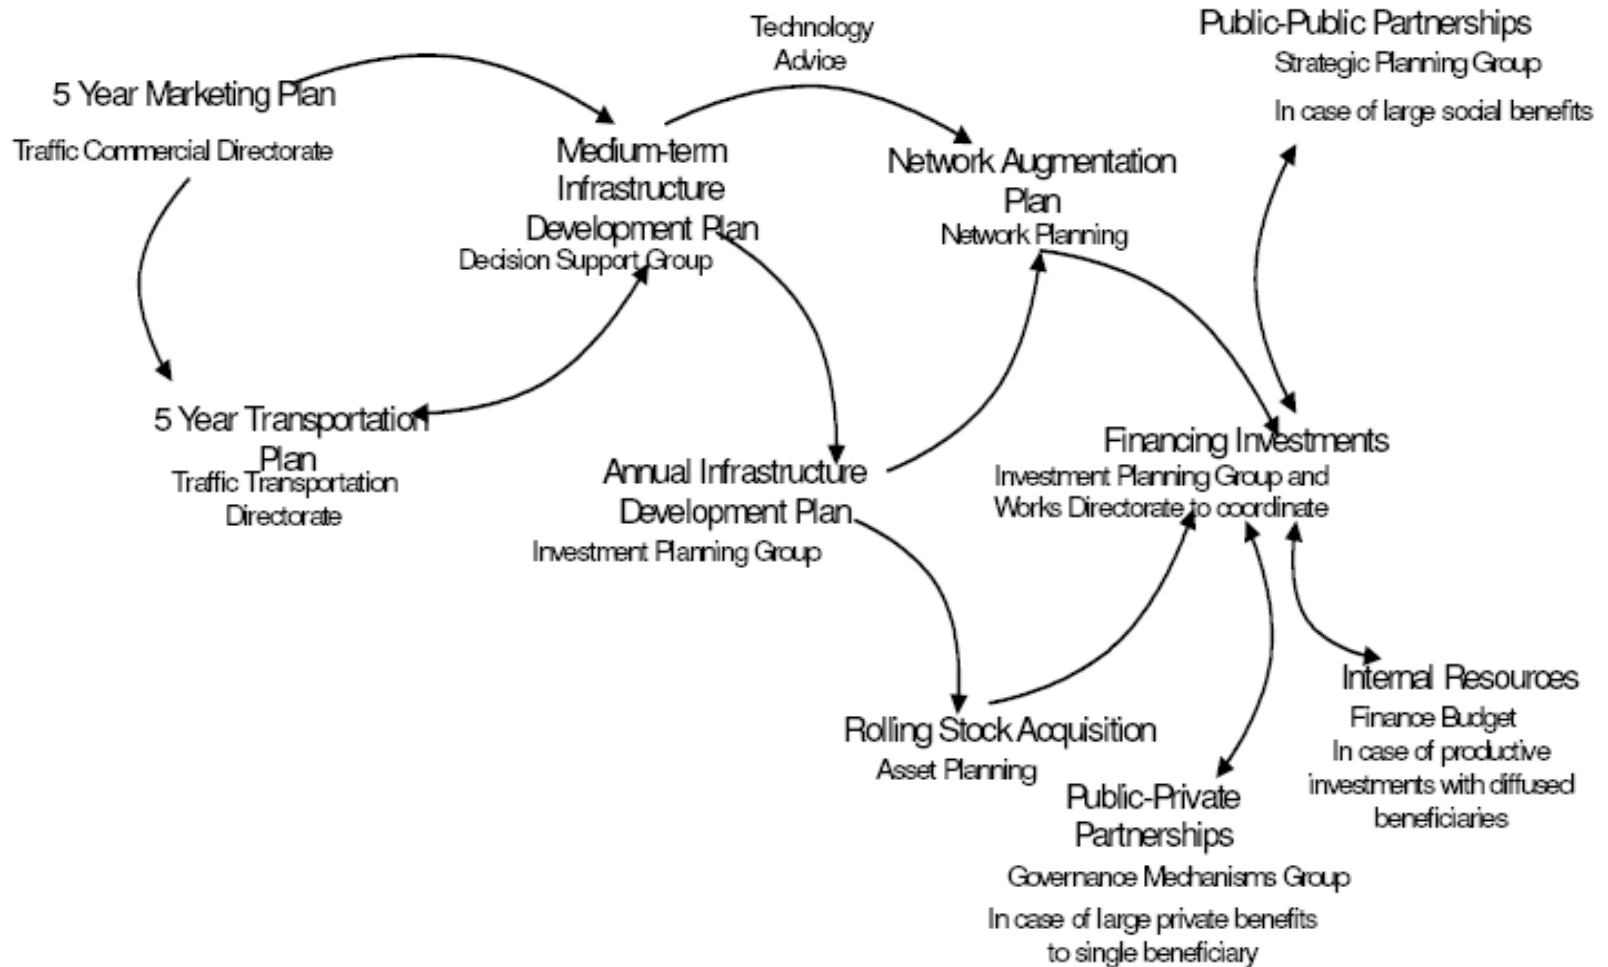 Technology
Advice
Public-Public Partnerships
Strategic Planning Group
In case of large social benefits
5 Year Marketing Plan
Traffic Commercial Directorate
Medium-term
Infrastructure
Development Plan
Decision Support Group
Network Augmentation
Plan
Network Planning
5 Year Transportation
Plan
Traffic Transportation
Directorate
Annual Infrastructure
Development Plan
Investment Planning Group
Financing Investments
Investment Planning Group and
Works Directorate to coordinate
Rolling Stock Acquisition
Asset Planning
Internal Resources
Finance Budget
In case of productive
investments with diffused
beneficiaries
Public-Private
Partnerships
Governance Mechanisms Group
In case of large private benefits
to single beneficiary